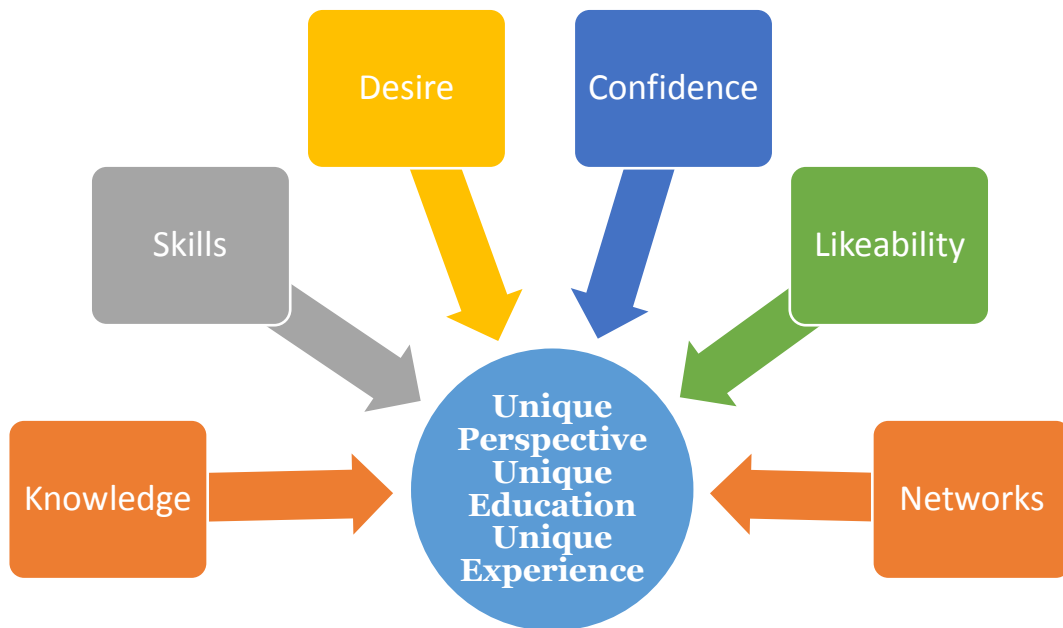 Desire
Confidence
Skills
Likeability
Knowledge
Unique
Perspective
Unique
Education
Unique
Experience
Networks